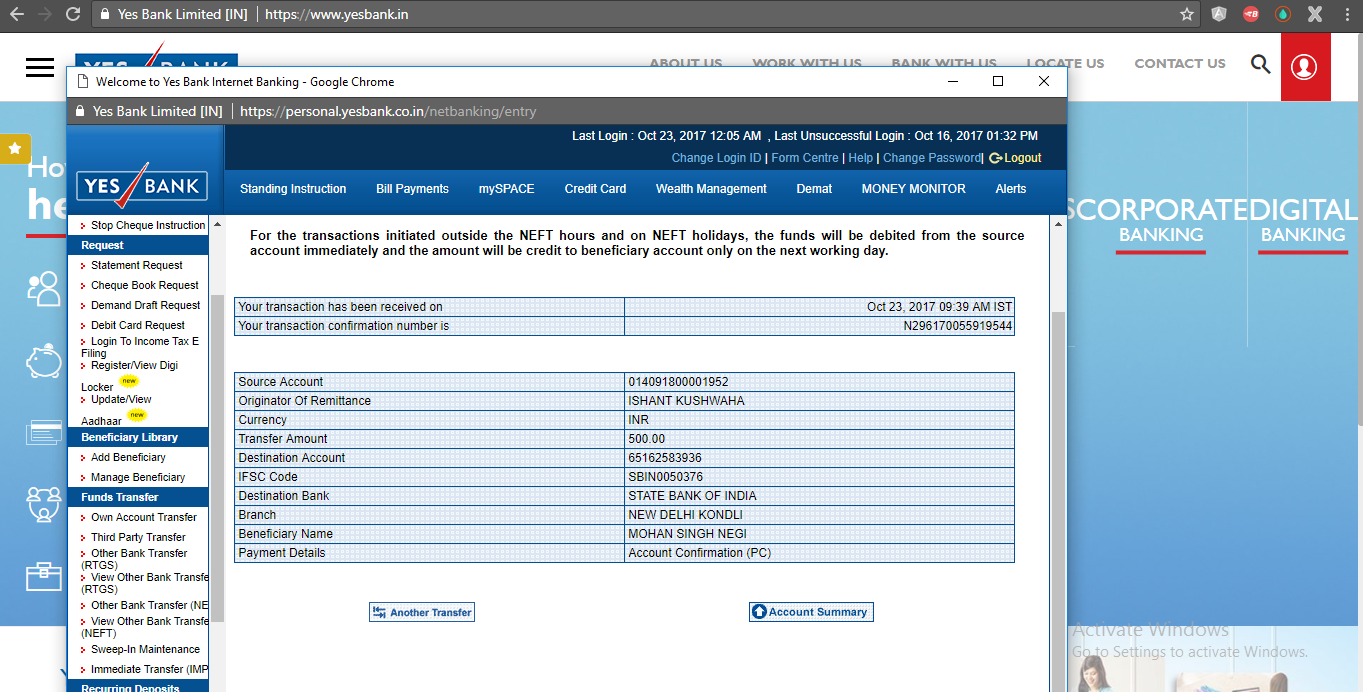 Yes Bank Limited [IN] https://www.yesbank.in
ABOUT US WORK WITH US BANK WITH US LOCATE US CONTACT US
Welcome to Yes Bank Internet Banking - Google Chrome
Yes Bank Limited [IN] https://personal.yesbank.co.in/netbanking/entry
YES BANK
Last Login : Oct 23, 2017 12:05 AM , Last Unsuccessful Login : Oct 16, 2017 01:32 PM
Change Login ID | Form Centre | Help | Change Password| Logout
Standing Instruction Bill Payments mySPACE Credit Card Wealth Management Demat MONEY MONITOR Alerts
Stop Cheque Instruction
Request
Statement Request
Cheque Book Request
Demand Draft Request
Debit Card Request
Login To Income Tax E
Filing
Register/View Digi
Locker new
Update/View
Aadhaar new
Beneficiary Library
Add Beneficiary
Manage Beneficiary
Funds Transfer
Own Account Transfer
Third Party Transfer
Other Bank Transfer
(RTGS)
View Other Bank Transfe
(RTGS)
Other Bank Transfer (NE
View Other Bank Transfe
(NEFT)
Sweep-In Maintenance
Immediate Transfer (IMP
Recurring Deposits
For the transactions initiated outside the NEFT hours and on NEFT holidays, the funds will be debited from the source
account immediately and the amount will be credit to beneficiary account only on the next working day.
Your transaction has been received on Oct 23, 2017 09:39 AM IST
Your transaction confirmation number is N296170055919544
Source Account 014091800001952
Originator Of Remittance ISHANT KUSHWAHA
Currency INR
Transfer Amount 500.00
Destination Account 65162583936
IFSC Code SBIN0050376
Destination Bank STATE BANK OF INDIA
Branch NEW DELHI KONDLI
Beneficiary Name MOHAN SINGH NEGI
Payment Details Account Confirmation (PC)
Another Transfer Account Summary
SCORPORATE DIGITAL
BANKING BANKING
Activate Windows
Go to Settings to activate Windows.